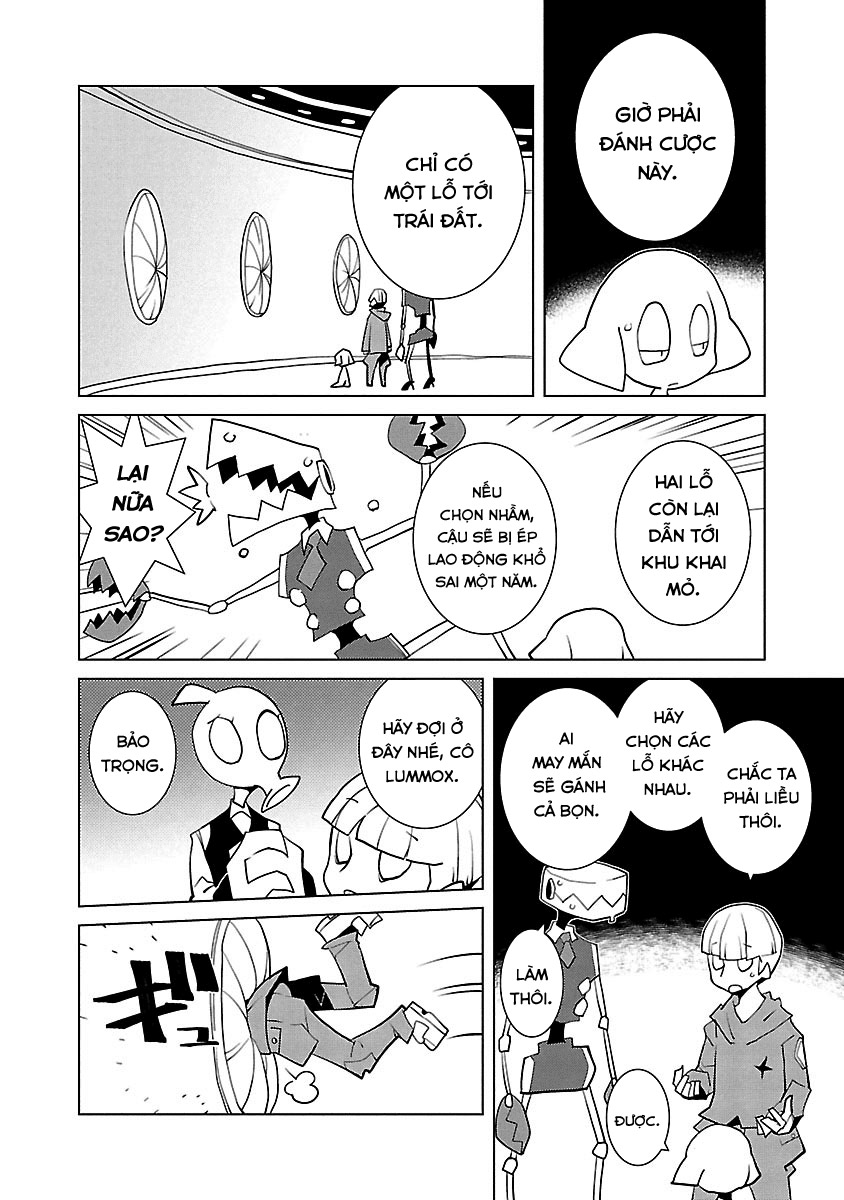 GIỜ PHẢI
ĐÁNH CƯỢC
NÀY.
CHỈ CÓ
MỘT LỖ TỚI
TRÁI ĐẤT.
HAI LỖ
CÒN LẠI
DẪN TỚI
KHU KHAI
MỎ.
NẾU
CHỌN NHẦM,
CẬU SẼ BỊ ÉP
LAO ĐỘNG KHỔ
SAI MỘT NĂM.
LẠI
NỮA
SAO?
CHẮC TA
PHẢI LIỀU
THÔI.
HÃY
CHỌN CÁC
LỖ KHÁC
NHAU.
AI
MAY MẮN
SẼ GÁNH
CẢ BỌN.
LÀM
THÔI.
ĐƯỢC.
HÃY ĐỢI Ở
ĐÂY NHÉ, CÔ
LUMMOX.
BẢO
TRỌNG.
ギュ